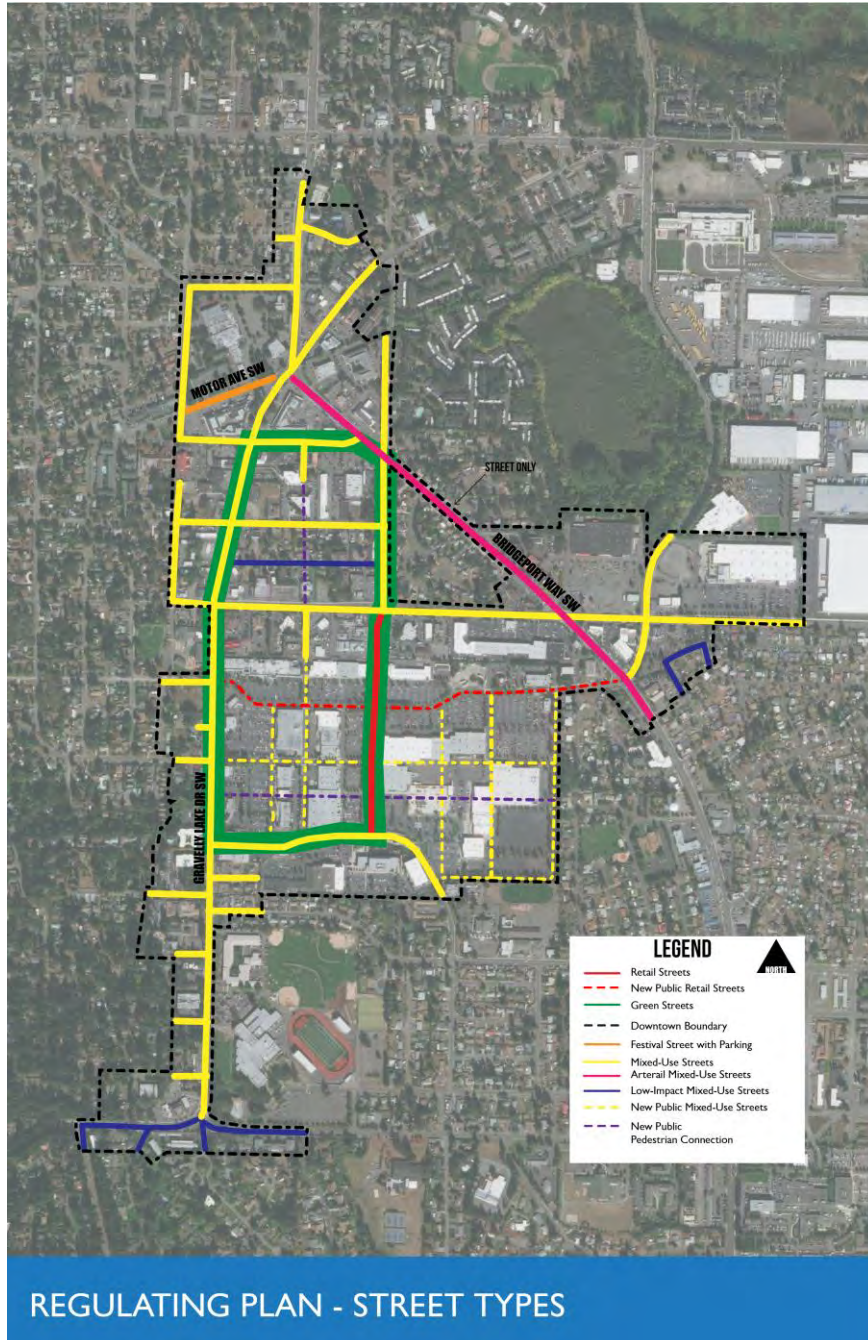 MOTOR AVE SW
STREET ONLY
BRIDGEPORT WAY SW
GRAVELLY LAKE DR SW
LEGEND
NORTH
Retail Streets
New Public Retail Streets
Green Streets
Downtown Boundary
Festival Street with Parking
Mixed-Use Streets
Arterail Mixed-Use Streets
Low-Impact Mixed-Use Streets
New Public Mixed-Use Streets
New Public
Pedestrian Connection
REGULATING PLAN - STREET TYPES